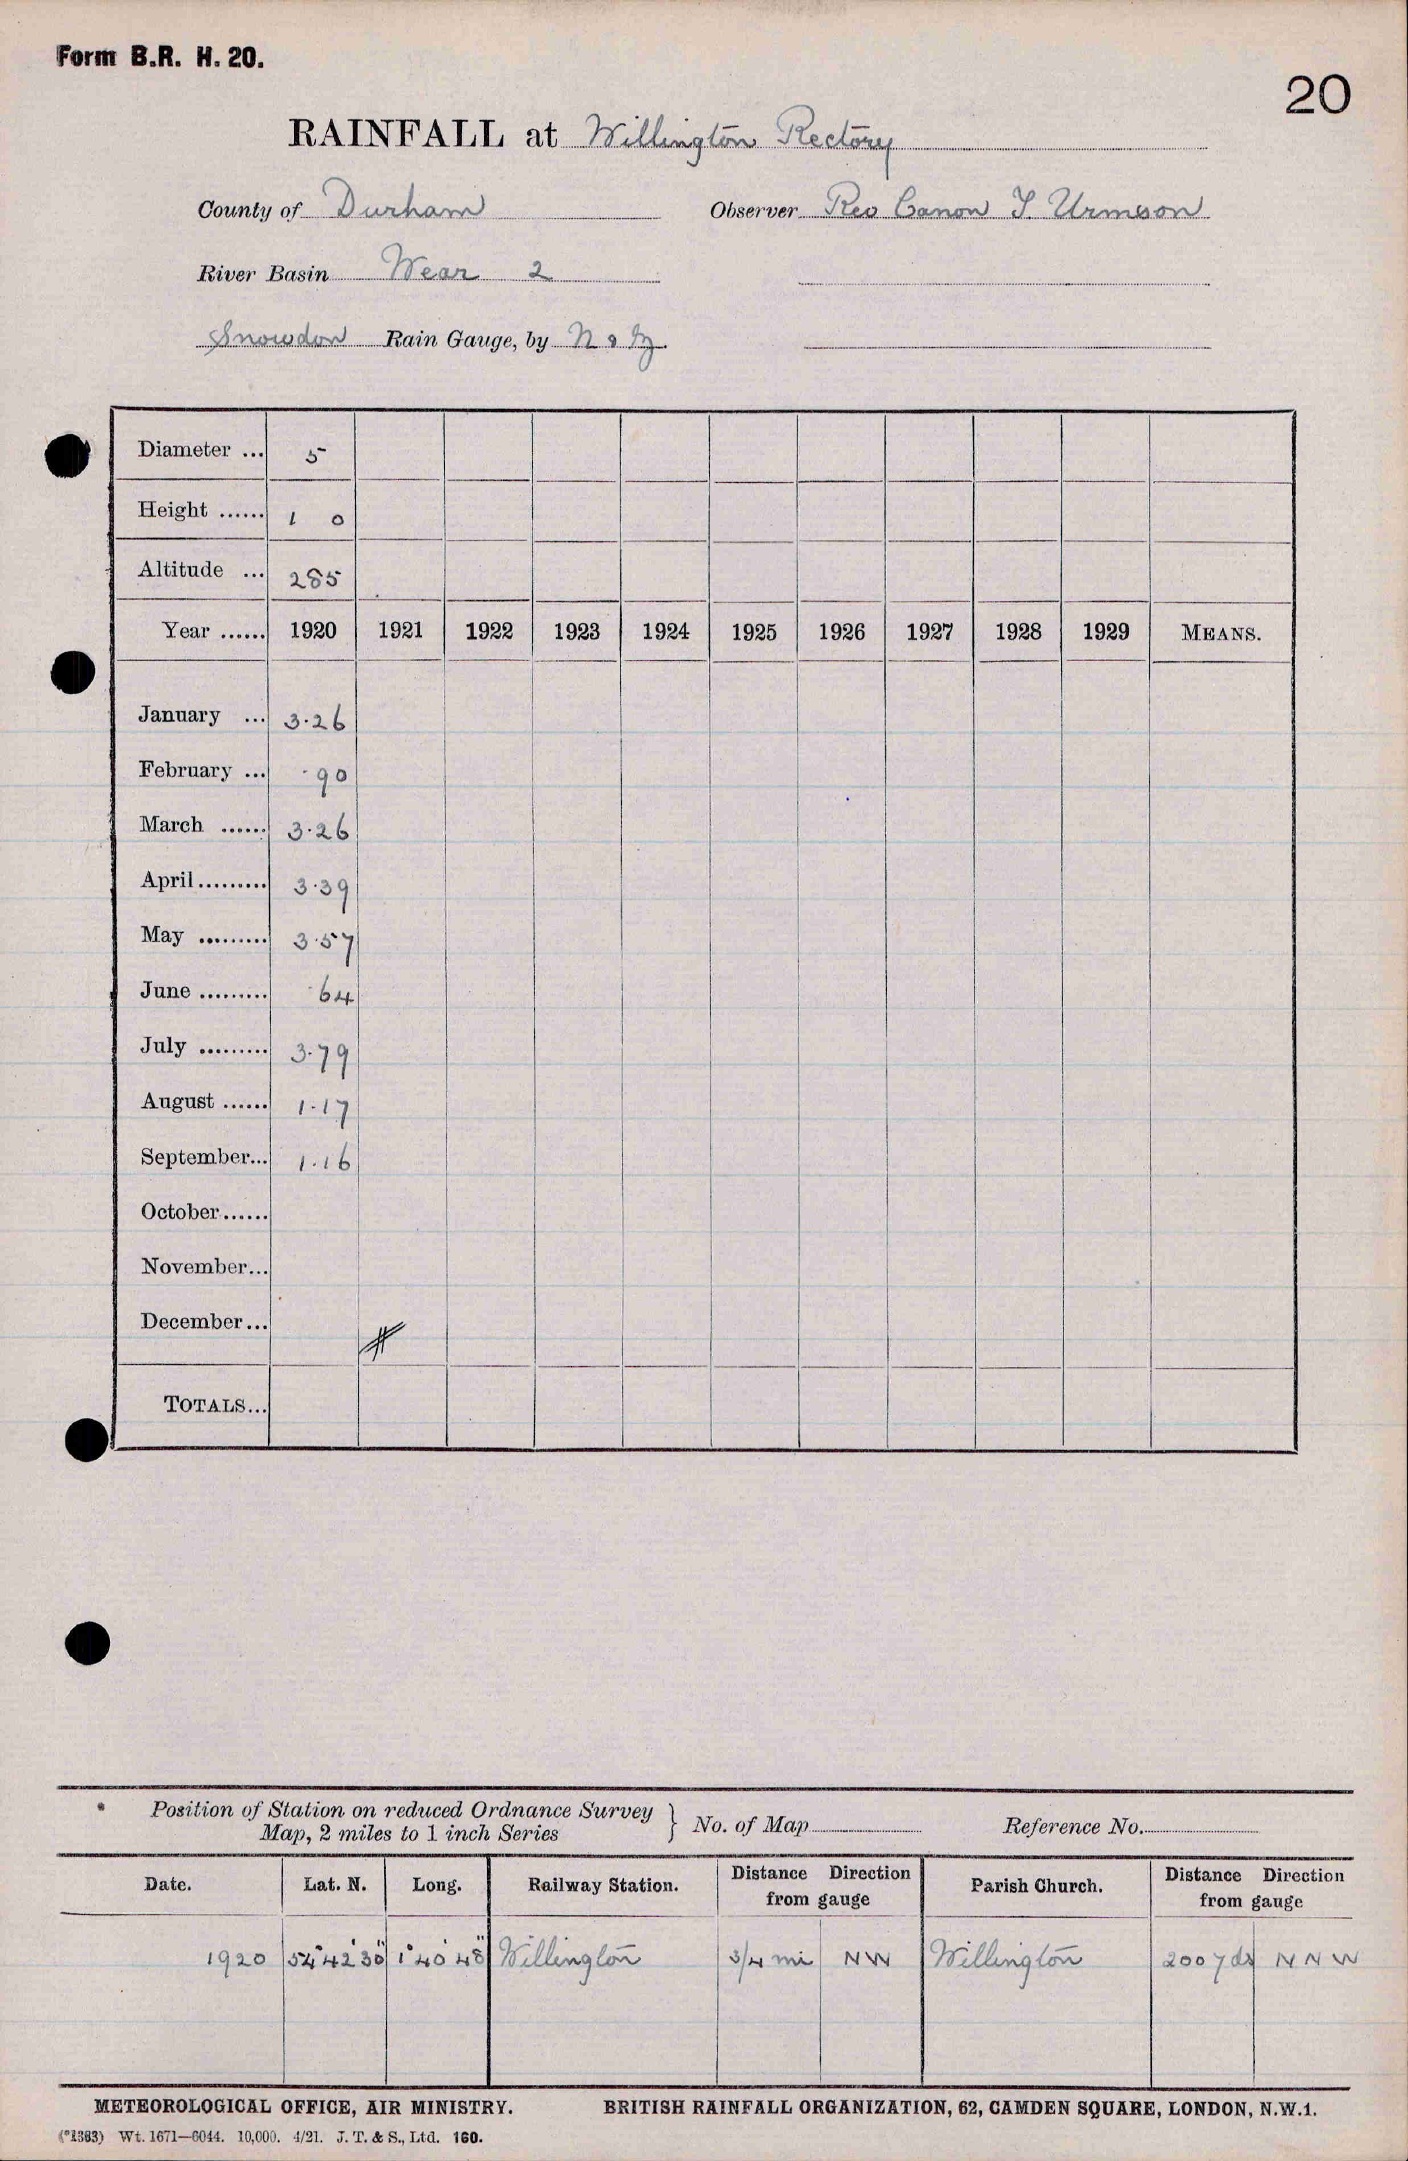 Form B.R. H. 20.
20
RAINFALL at Willington Rectory
County of Durham Observer Rev Canon T Urmson
River Basin Wear 2
Snowdon Rain Gauge, by N & Z.
Diameter ... 5
Height ...... 1 0
Altitude ... 285
Year ...... 1920 1921 1922 1923 1924 1925 1926 1927 1928 1929 MEANS.
January ... 3.26
February ... .90
March ...... 3.26
April ......... 3.39
May ......... 3.57
June ......... .64
July ......... 3.79
August ...... 1.17
September... 1.16
October......
November...
December...
TOTALS...
Position of Station on reduced Ordnance Survey
Map, 2 miles to 1 inch Series } No. of Map Reference No.
Date. Lat. N. Long. Railway Station. Distance Direction from gauge Parish Church. Distance Direction from gauge
1920 54° 42' 30" 1° 40' 48" Willington 3/4 mi NW Willington 200 yds NNW
METEOROLOGICAL OFFICE, AIR MINISTRY. BRITISH RAINFALL ORGANIZATION, 62, CAMDEN SQUARE, LONDON, N.W.1.
(*1383) Wt. 1671—6044. 10,000. 4/21. J. T. & S., Ltd. 160.